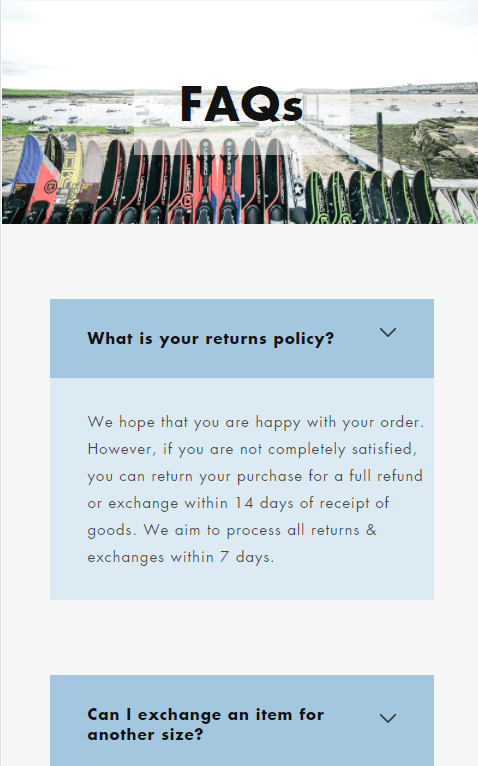 FAQs
What is your returns policy?
We hope that you are happy with your order.
However, if you are not completely satisfied,
you can return your purchase for a full refund
or exchange within 14 days of receipt of
goods. We aim to process all returns &
exchanges within 7 days.
Can I exchange an item for
another size?